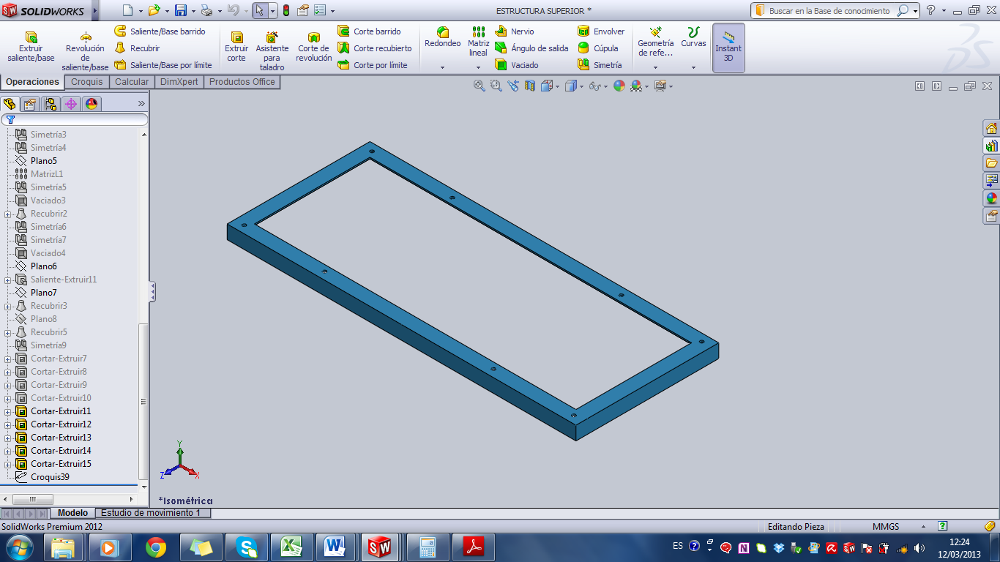 SOLIDWORKS
ESTRUCTURA SUPERIOR *
Buscar en la Base de conocimiento
?
Extruir
saliente/base
Revolución
de
saliente/base
Saliente/Base barrido
Recubrir
Saliente/Base por límite
Extruir
corte
Asistente
para
taladro
Corte de
revolución
Corte barrido
Corte recubierto
Corte por límite
Redondeo
Matriz
lineal
Nervio
Ángulo de salida
Vaciado
Envolver
Cúpula
Simetría
Geometría
de refe...
Curvas
Instant
3D
Operaciones
Croquis
Calcular
DimXpert
Productos Office
Simetría3
Simetría4
Plano5
MatrizL1
Simetría5
Vaciado3
Recubrir2
Simetría6
Simetría7
Vaciado4
Plano6
Saliente-Extruir11
Plano7
Recubrir3
Plano8
Recubrir5
Simetría9
Cortar-Extruir7
Cortar-Extruir8
Cortar-Extruir9
Cortar-Extruir10
Cortar-Extruir11
Cortar-Extruir12
Cortar-Extruir13
Cortar-Extruir14
Cortar-Extruir15
Croquis39
Y
Z
X
*Isométrica
Modelo
Estudio de movimiento 1
SolidWorks Premium 2012
Editando Pieza
MMGS
?
ES
12:24
12/03/2013